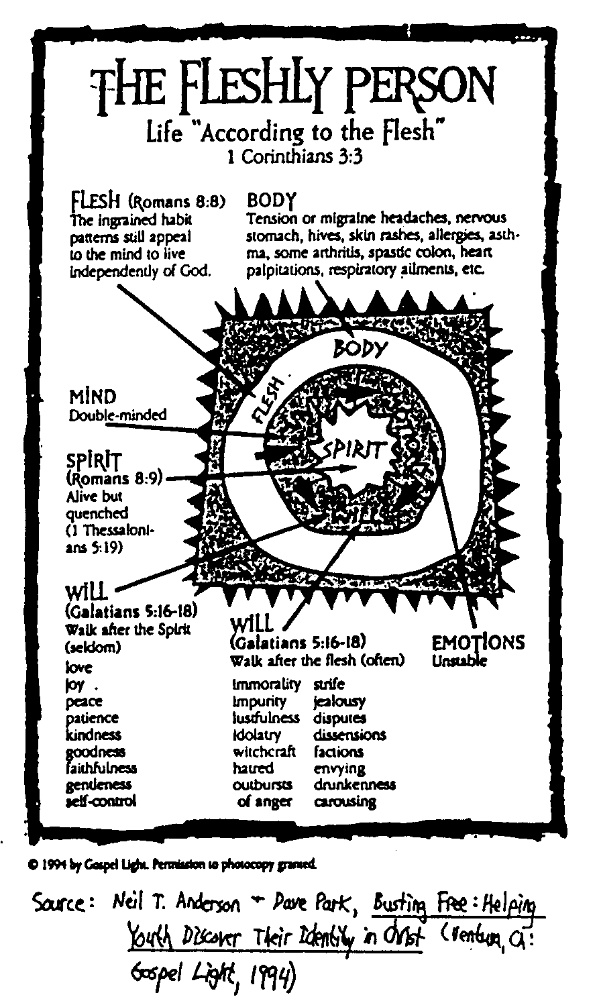 THE FLESHLY PERSON
Life "According to the Flesh"
1 Corinthians 3:3
FLESH (Romans 8:8)
The ingrained habit
patterns still appeal
to the mind to live
independently of God.
BODY
Tension or migraine headaches, nervous
stomach, hives, skin rashes, allergies, asth-
ma, some arthritis, spastic colon, heart
palpitations, respiratory ailments, etc.
BODY
FLESH
MIND
Double-minded
SPIRIT
SPIRIT
(Romans 8:9)
Alive but
quenched
(1 Thessaloni-
ans 5:19)
WILL
(Galatians 5:16-18)
Walk after the Spirit
(seldom)
love
joy
peace
patience
kindness
goodness
faithfulness
gentleness
self-control
WILL
(Galatians 5:16-18)
Walk after the flesh (often)
immorality strife
impurity jealousy
lustfulness disputes
idolatry dissensions
witchcraft factions
hatred envying
outbursts drunkenness
of anger carousing
EMOTIONS
Unstable
© 1994 by Gospel Light. Permission to photocopy granted.
Source: Neil T. Anderson + Dave Park, Busting Free: Helping
Youth Discover Their Identity in Christ (Ventura, CA:
Gospel Light, 1994)